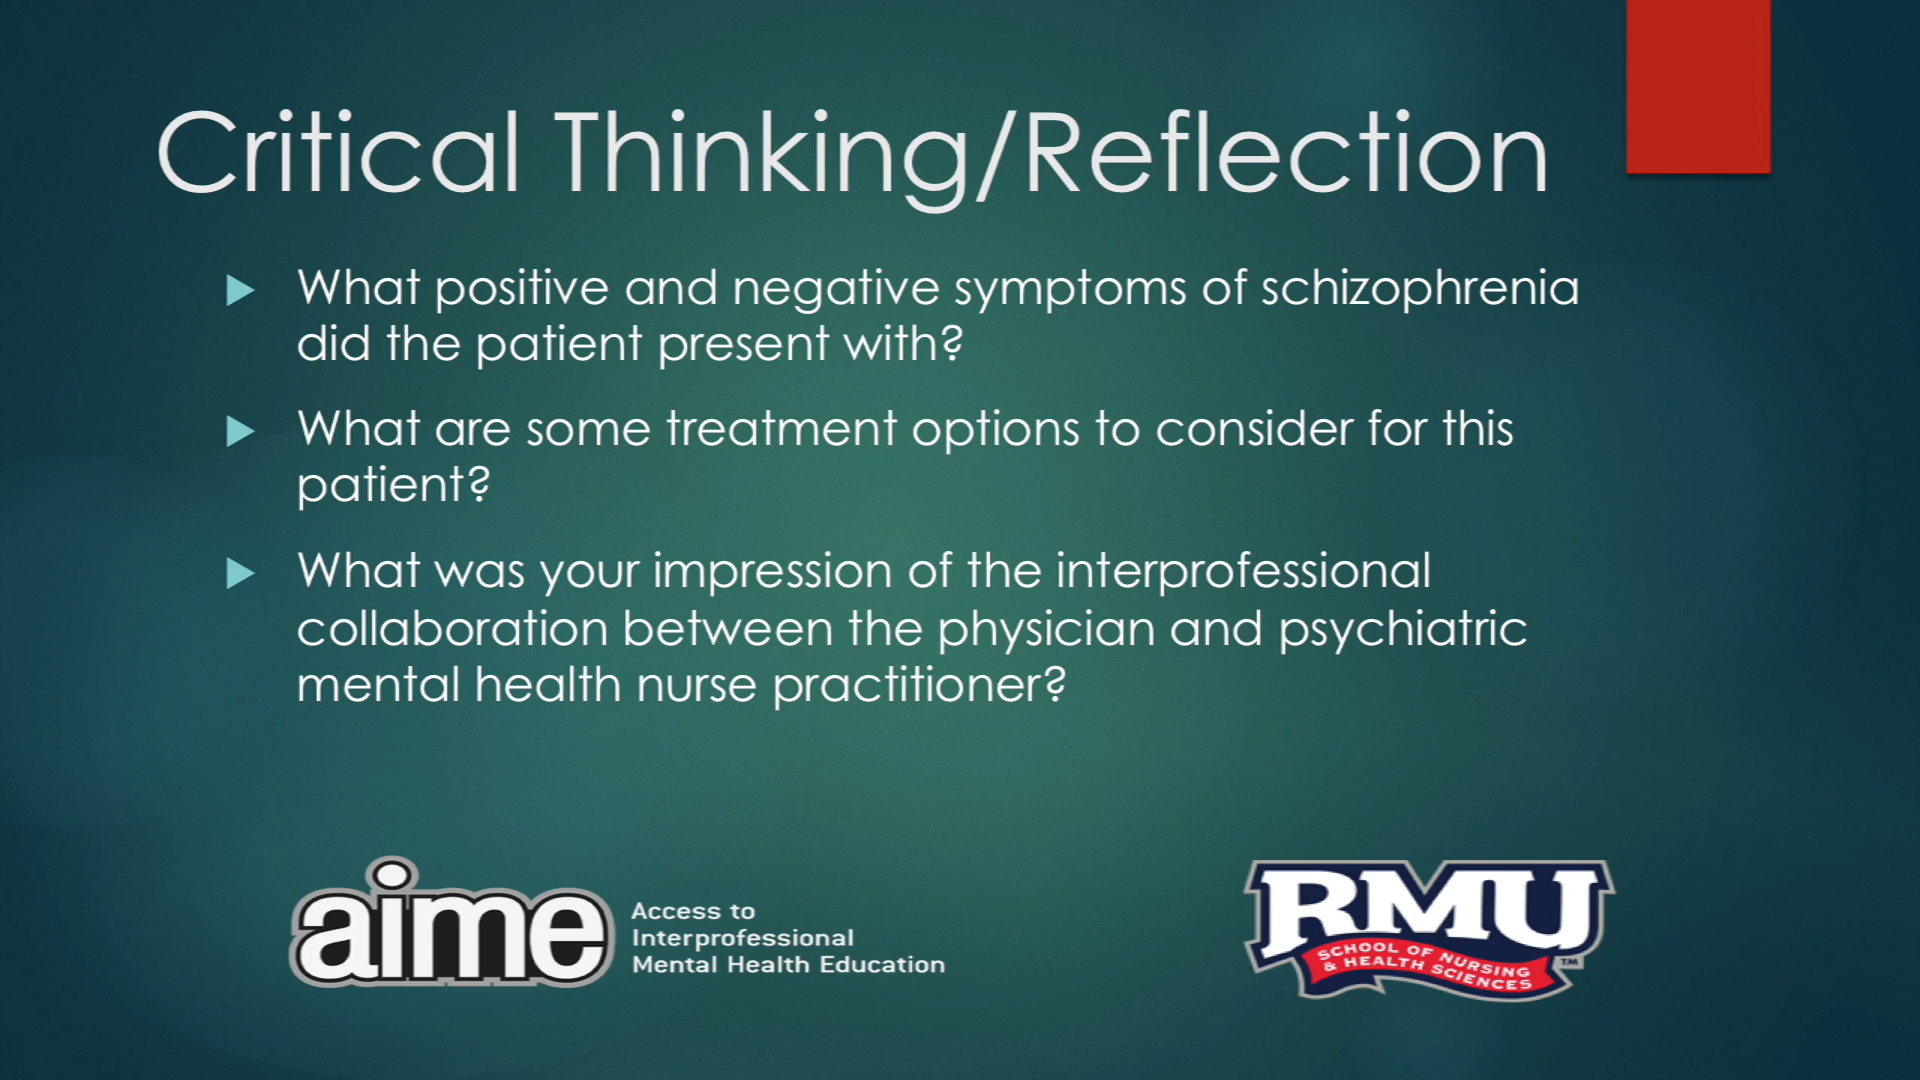 Critical Thinking/Reflection
What positive and negative symptoms of schizophrenia
did the patient present with?
What are some treatment options to consider for this
patient?
What was your impression of the interprofessional
collaboration between the physician and psychiatric
mental health nurse practitioner?
aime
Access to
Interprofessional
Mental Health Education
RMU
SCHOOL OF NURSING
& HEALTH SCIENCES
TM